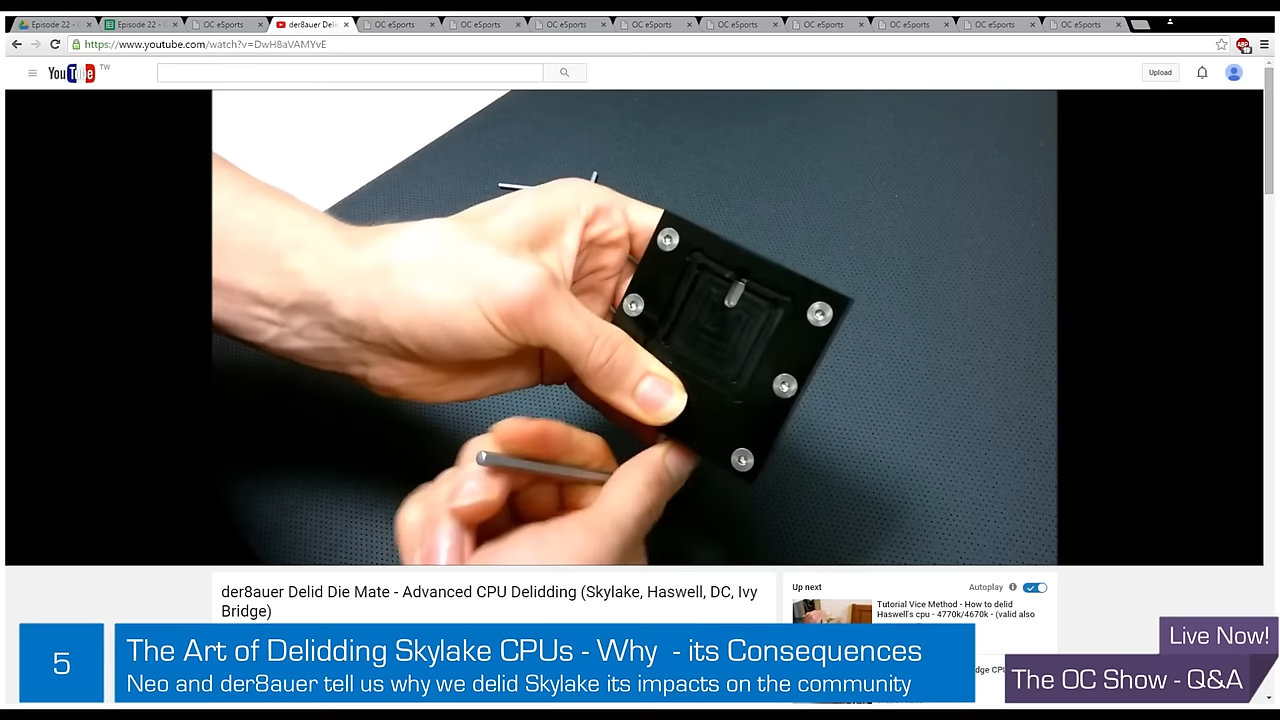 Episode 22 - G
Episode 22 -
OC eSports
der8auer Deli
OC eSports
OC eSports
OC eSports
OC eSports
OC eSports
OC eSports
OC eSports
OC eSports
OC eSports
https://www.youtube.com/watch?v=DwH8aVAMYvE
ABP
YouTube TW
Upload
der8auer Delid Die Mate - Advanced CPU Delidding (Skylake, Haswell, DC, Ivy
Bridge)
Up next
Autoplay
Tutorial Vice Method - How to delid
Haswell's cpu - 4770k/4670k - (valid also
dge CPU
5
The Art of Delidding Skylake CPUs - Why - its Consequences
Neo and der8auer tell us why we delid Skylake its impacts on the community
Live Now!
The OC Show - Q&A